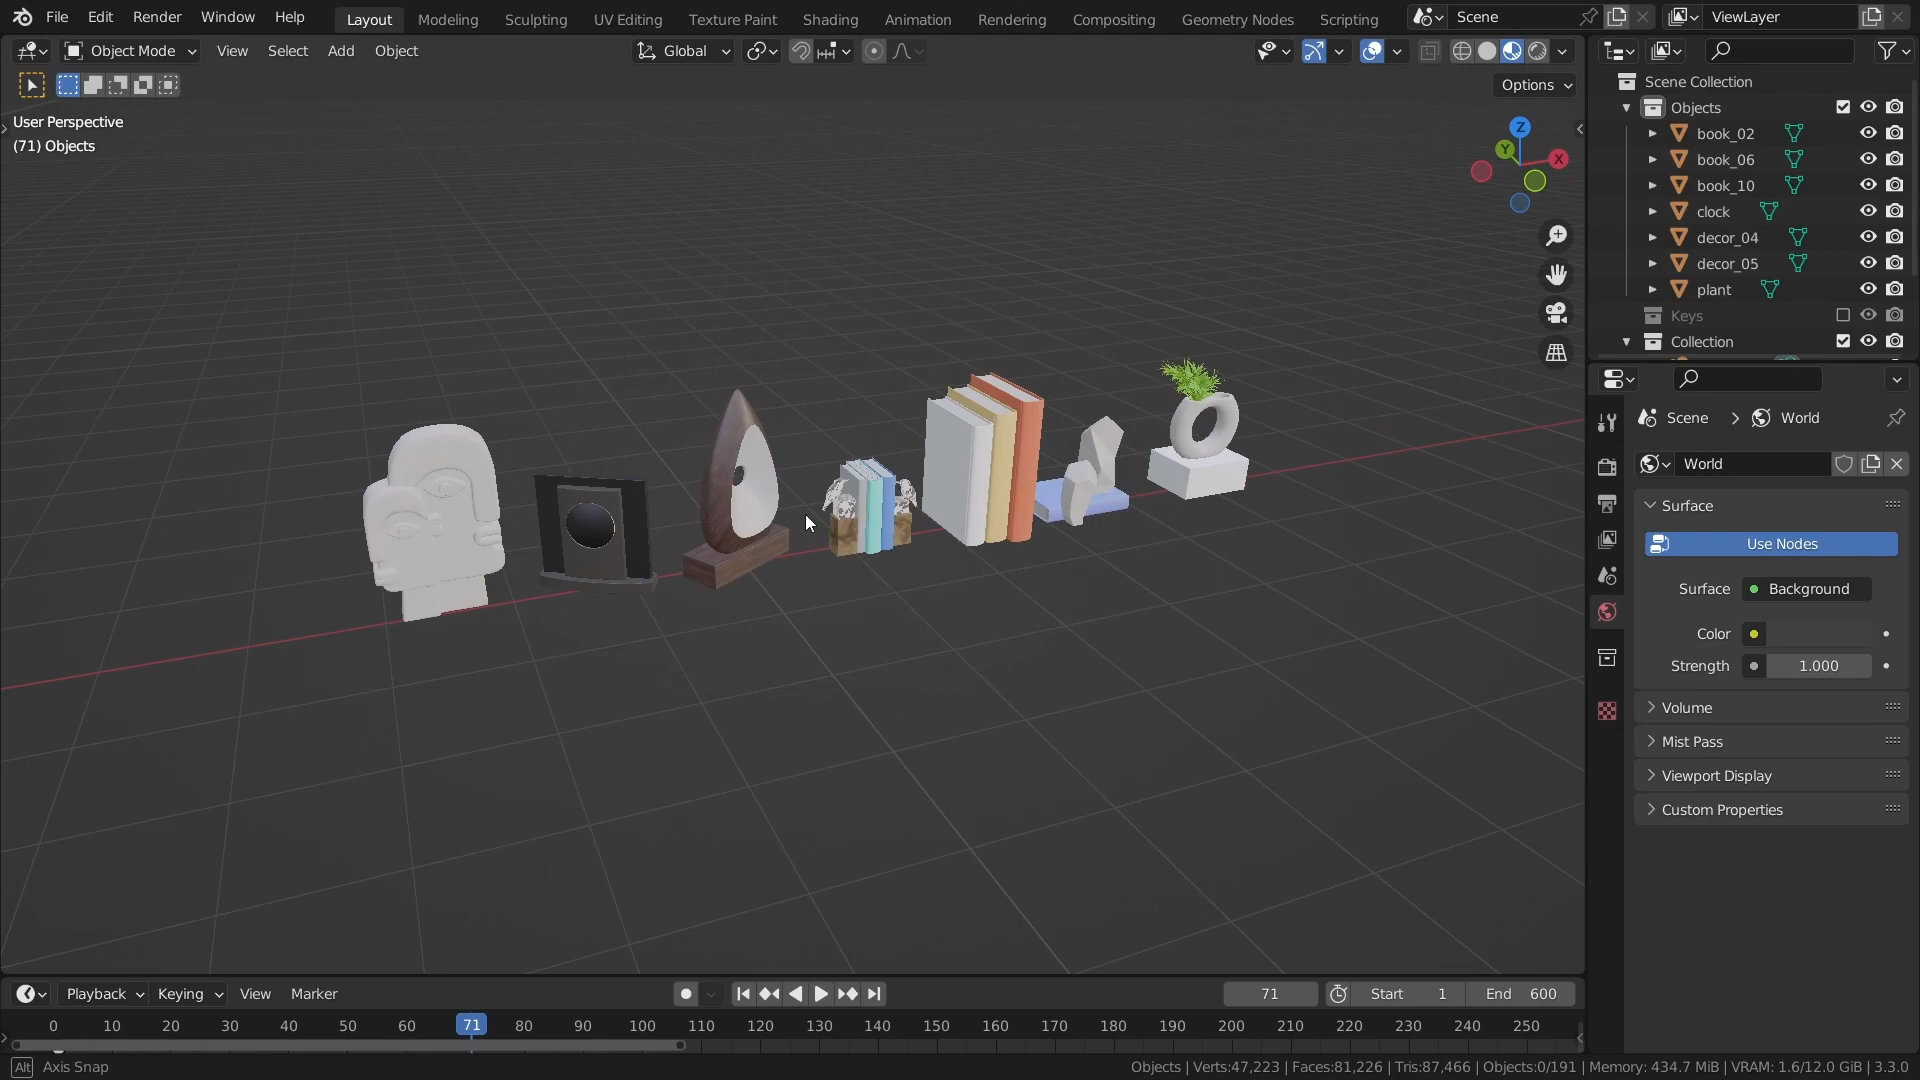 File Edit Render Window Help Layout Modeling Sculpting UV Editing Texture Paint Shading Animation Rendering Compositing Geometry Nodes Scripting Scene ViewLayer
Object Mode View Select Add Object Global
Options
User Perspective
(71) Objects
Z
Y
X
Scene Collection
Objects
book_02
book_06
book_10
clock
decor_04
decor_05
plant
Keys
Collection
Scene World
World
Surface
Use Nodes
Surface Background
Color
Strength 1.000
Volume
Mist Pass
Viewport Display
Custom Properties
Playback Keying View Marker 71 Start 1 End 600
0 10 20 30 40 50 60 71 80 90 100 110 120 130 140 150 160 170 180 190 200 210 220 230 240 250
Alt Axis Snap Objects | Verts:47,223 | Faces:81,226 | Tris:87,466 | Objects:0/191 | Memory: 434.7 MiB | VRAM: 1.6/12.0 GiB | 3.3.0